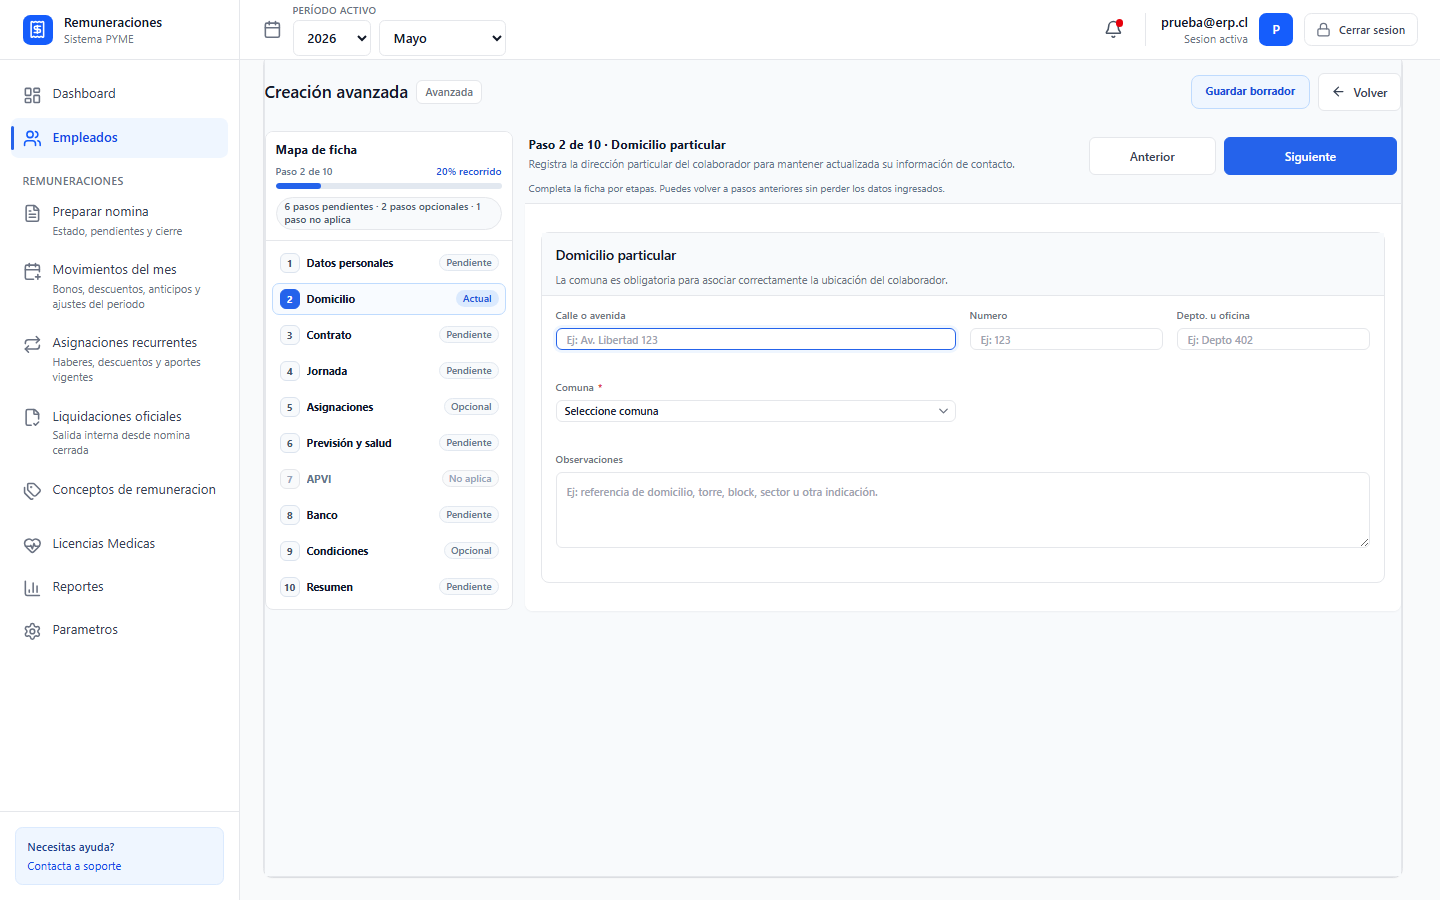 Remuneraciones
Sistema PYME
PERÍODO ACTIVO
2026
Mayo
prueba@erp.cl
Sesion activa
P
Cerrar sesion
Dashboard
Empleados
REMUNERACIONES
Preparar nomina
Estado, pendientes y cierre
Movimientos del mes
Bonos, descuentos, anticipos y
ajustes del periodo
Asignaciones recurrentes
Haberes, descuentos y aportes
vigentes
Liquidaciones oficiales
Salida interna desde nomina
cerrada
Conceptos de remuneracion
Licencias Medicas
Reportes
Parametros
Necesitas ayuda?
Contacta a soporte
Creación avanzada
Avanzada
Guardar borrador
Volver
Mapa de ficha
Paso 2 de 10
20% recorrido
6 pasos pendientes · 2 pasos opcionales · 1
paso no aplica
1 Datos personales Pendiente
2 Domicilio Actual
3 Contrato Pendiente
4 Jornada Pendiente
5 Asignaciones Opcional
6 Previsión y salud Pendiente
7 APVI No aplica
8 Banco Pendiente
9 Condiciones Opcional
10 Resumen Pendiente
Paso 2 de 10 · Domicilio particular
Registra la dirección particular del colaborador para mantener actualizada su información de contacto.
Completa la ficha por etapas. Puedes volver a pasos anteriores sin perder los datos ingresados.
Anterior
Siguiente
Domicilio particular
La comuna es obligatoria para asociar correctamente la ubicación del colaborador.
Calle o avenida
Ej: Av. Libertad 123
Numero
Ej: 123
Depto. u oficina
Ej: Depto 402
Comuna *
Seleccione comuna
Observaciones
Ej: referencia de domicilio, torre, block, sector u otra indicación.